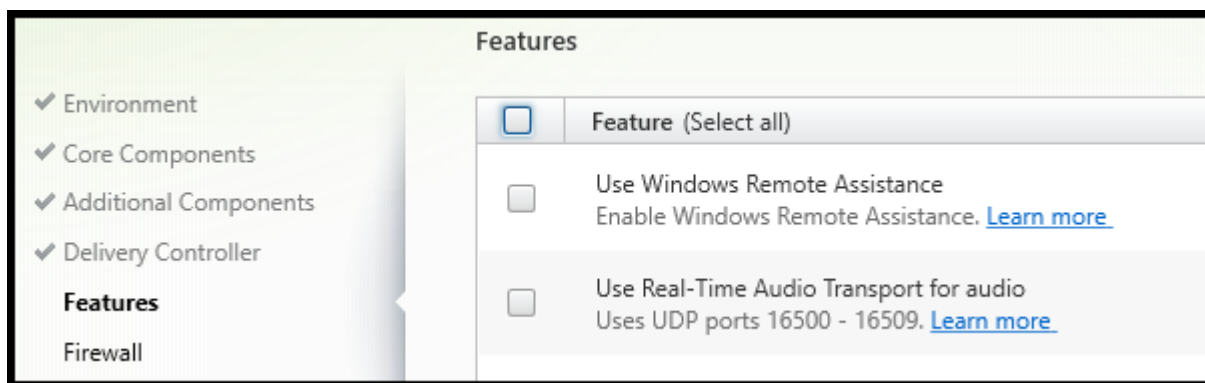 Features
Environment
Core Components
Additional Components
Delivery Controller
Features
Firewall
Feature (Select all)
Use Windows Remote Assistance
Enable Windows Remote Assistance. Learn more
Use Real-Time Audio Transport for audio
Uses UDP ports 16500 - 16509. Learn more